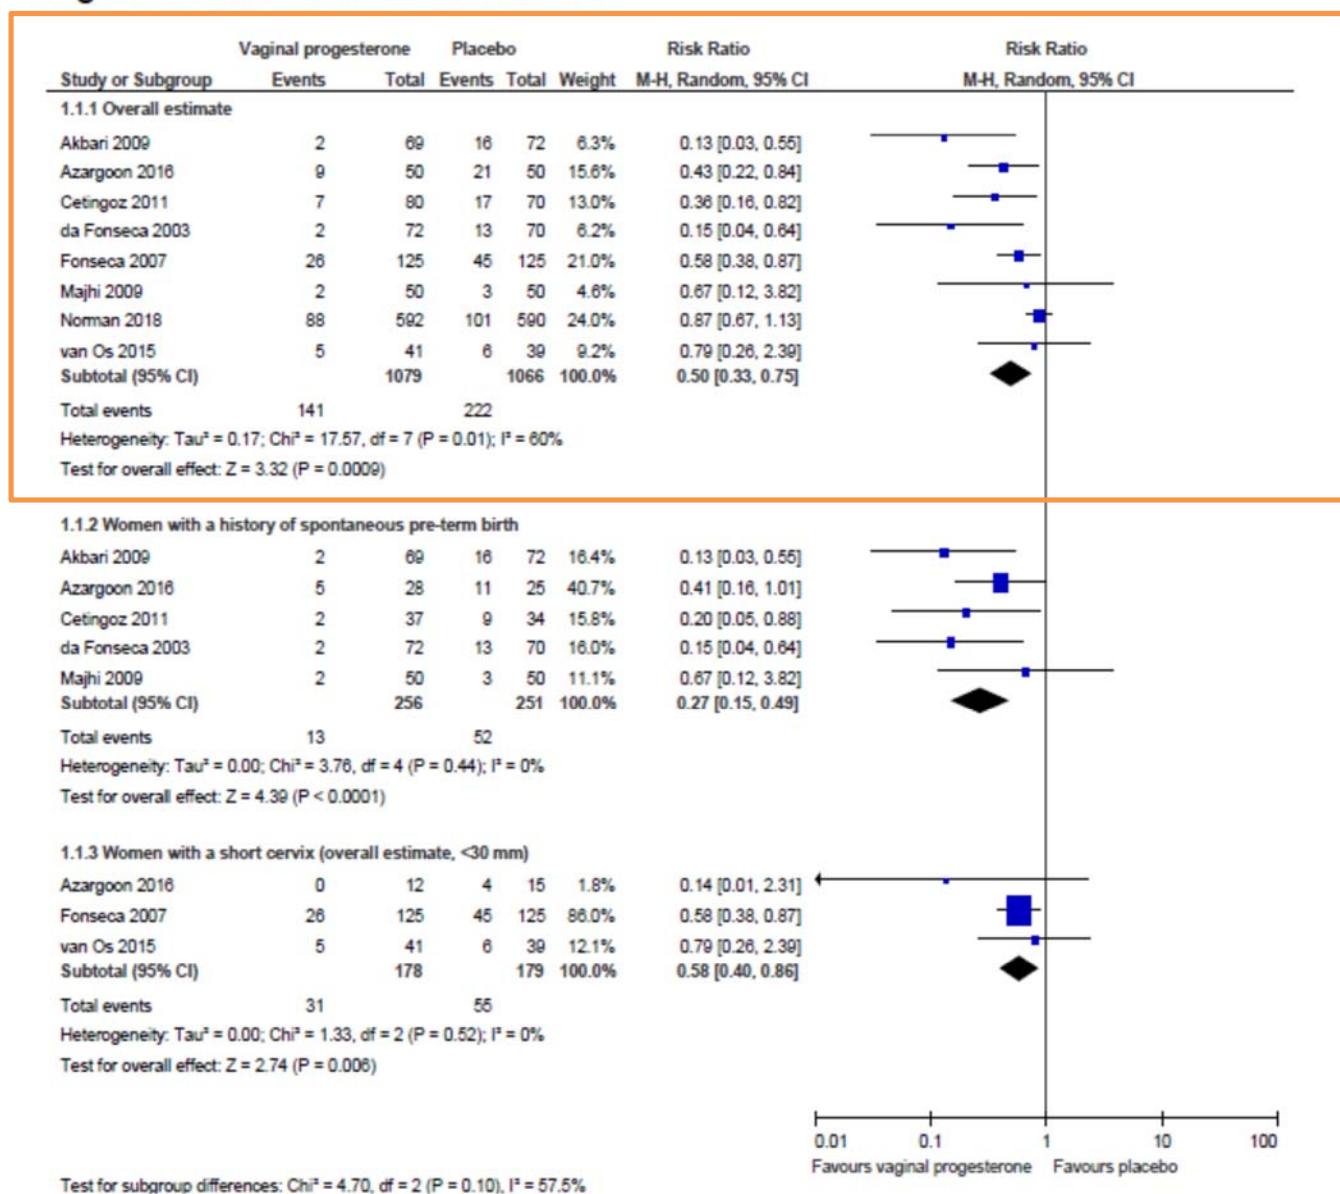 Vaginal progesterone Placebo Risk Ratio Risk Ratio
Study or Subgroup Events Total Events Total Weight M-H, Random, 95% CI M-H, Random, 95% CI
1.1.1 Overall estimate
Akbari 2009 2 69 16 72 6.3% 0.13 [0.03, 0.55]
Azargoon 2016 9 50 21 50 15.6% 0.43 [0.22, 0.84]
Cetingoz 2011 7 80 17 70 13.0% 0.36 [0.16, 0.82]
da Fonseca 2003 2 72 13 70 6.2% 0.15 [0.04, 0.64]
Fonseca 2007 26 125 45 125 21.0% 0.58 [0.38, 0.87]
Majhi 2009 2 50 3 50 4.6% 0.67 [0.12, 3.82]
Norman 2018 88 592 101 590 24.0% 0.87 [0.67, 1.13]
van Os 2015 5 41 6 39 9.2% 0.79 [0.26, 2.39]
Subtotal (95% CI) 1079 1066 100.0% 0.50 [0.33, 0.75]
Total events 141 222
Heterogeneity: Tau² = 0.17; Chi² = 17.57, df = 7 (P = 0.01); I² = 60%
Test for overall effect: Z = 3.32 (P = 0.0009)
1.1.2 Women with a history of spontaneous pre-term birth
Akbari 2009 2 69 16 72 16.4% 0.13 [0.03, 0.55]
Azargoon 2016 5 28 11 25 40.7% 0.41 [0.16, 1.01]
Cetingoz 2011 2 37 9 34 15.8% 0.20 [0.05, 0.88]
da Fonseca 2003 2 72 13 70 16.0% 0.15 [0.04, 0.64]
Majhi 2009 2 50 3 50 11.1% 0.67 [0.12, 3.82]
Subtotal (95% CI) 256 251 100.0% 0.27 [0.15, 0.49]
Total events 13 52
Heterogeneity: Tau² = 0.00; Chi² = 3.76, df = 4 (P = 0.44); I² = 0%
Test for overall effect: Z = 4.39 (P < 0.0001)
1.1.3 Women with a short cervix (overall estimate, <30 mm)
Azargoon 2016 0 12 4 15 1.8% 0.14 [0.01, 2.31]
Fonseca 2007 26 125 45 125 86.0% 0.58 [0.38, 0.87]
van Os 2015 5 41 6 39 12.1% 0.79 [0.26, 2.39]
Subtotal (95% CI) 178 179 100.0% 0.58 [0.40, 0.86]
Total events 31 55
Heterogeneity: Tau² = 0.00; Chi² = 1.33, df = 2 (P = 0.52); I² = 0%
Test for overall effect: Z = 2.74 (P = 0.006)
0.01 0.1 1 10 100
Favours vaginal progesterone Favours placebo
Test for subgroup differences: Chi² = 4.70, df = 2 (P = 0.10), I² = 57.5%